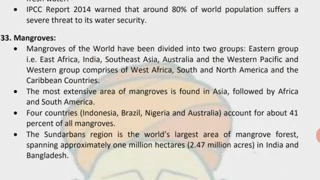 fresh water.
• IPCC Report 2014 warned that around 80% of world population suffers a
severe threat to its water security.
33. Mangroves:
• Mangroves of the World have been divided into two groups: Eastern group
i.e. East Africa, India, Southeast Asia, Australia and the Western Pacific and
Western group comprises of West Africa, South and North America and the
Caribbean Countries.
• The most extensive area of mangroves is found in Asia, followed by Africa
and South America.
• Four countries (Indonesia, Brazil, Nigeria and Australia) account for about 41
percent of all mangroves.
• The Sundarbans region is the world's largest area of mangrove forest,
spanning approximately one million hectares (2.47 million acres) in India and
Bangladesh.